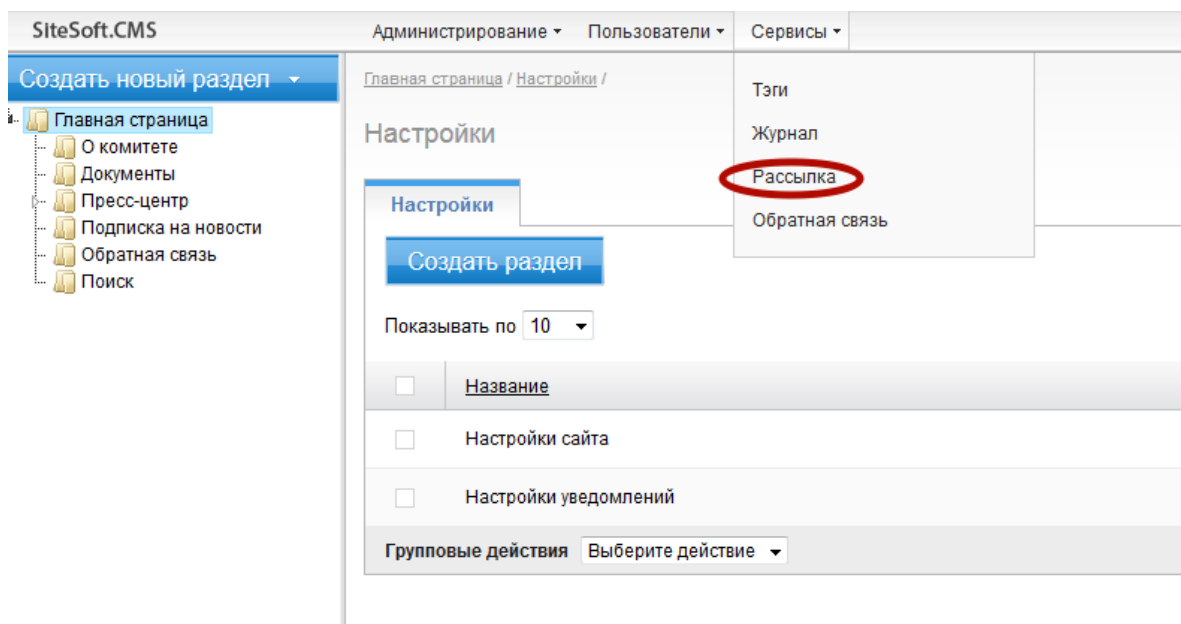 SiteSoft.CMS
Администрирование
Пользователи
Сервисы
Тэги
Журнал
Рассылка
Обратная связь
Создать новый раздел
Главная страница
О комитете
Документы
Пресс-центр
Подписка на новости
Обратная связь
Поиск
Главная страница / Настройки /
Настройки
Настройки
Создать раздел
Показывать по 10
Название
Настройки сайта
Настройки уведомлений
Групповые действия Выберите действие